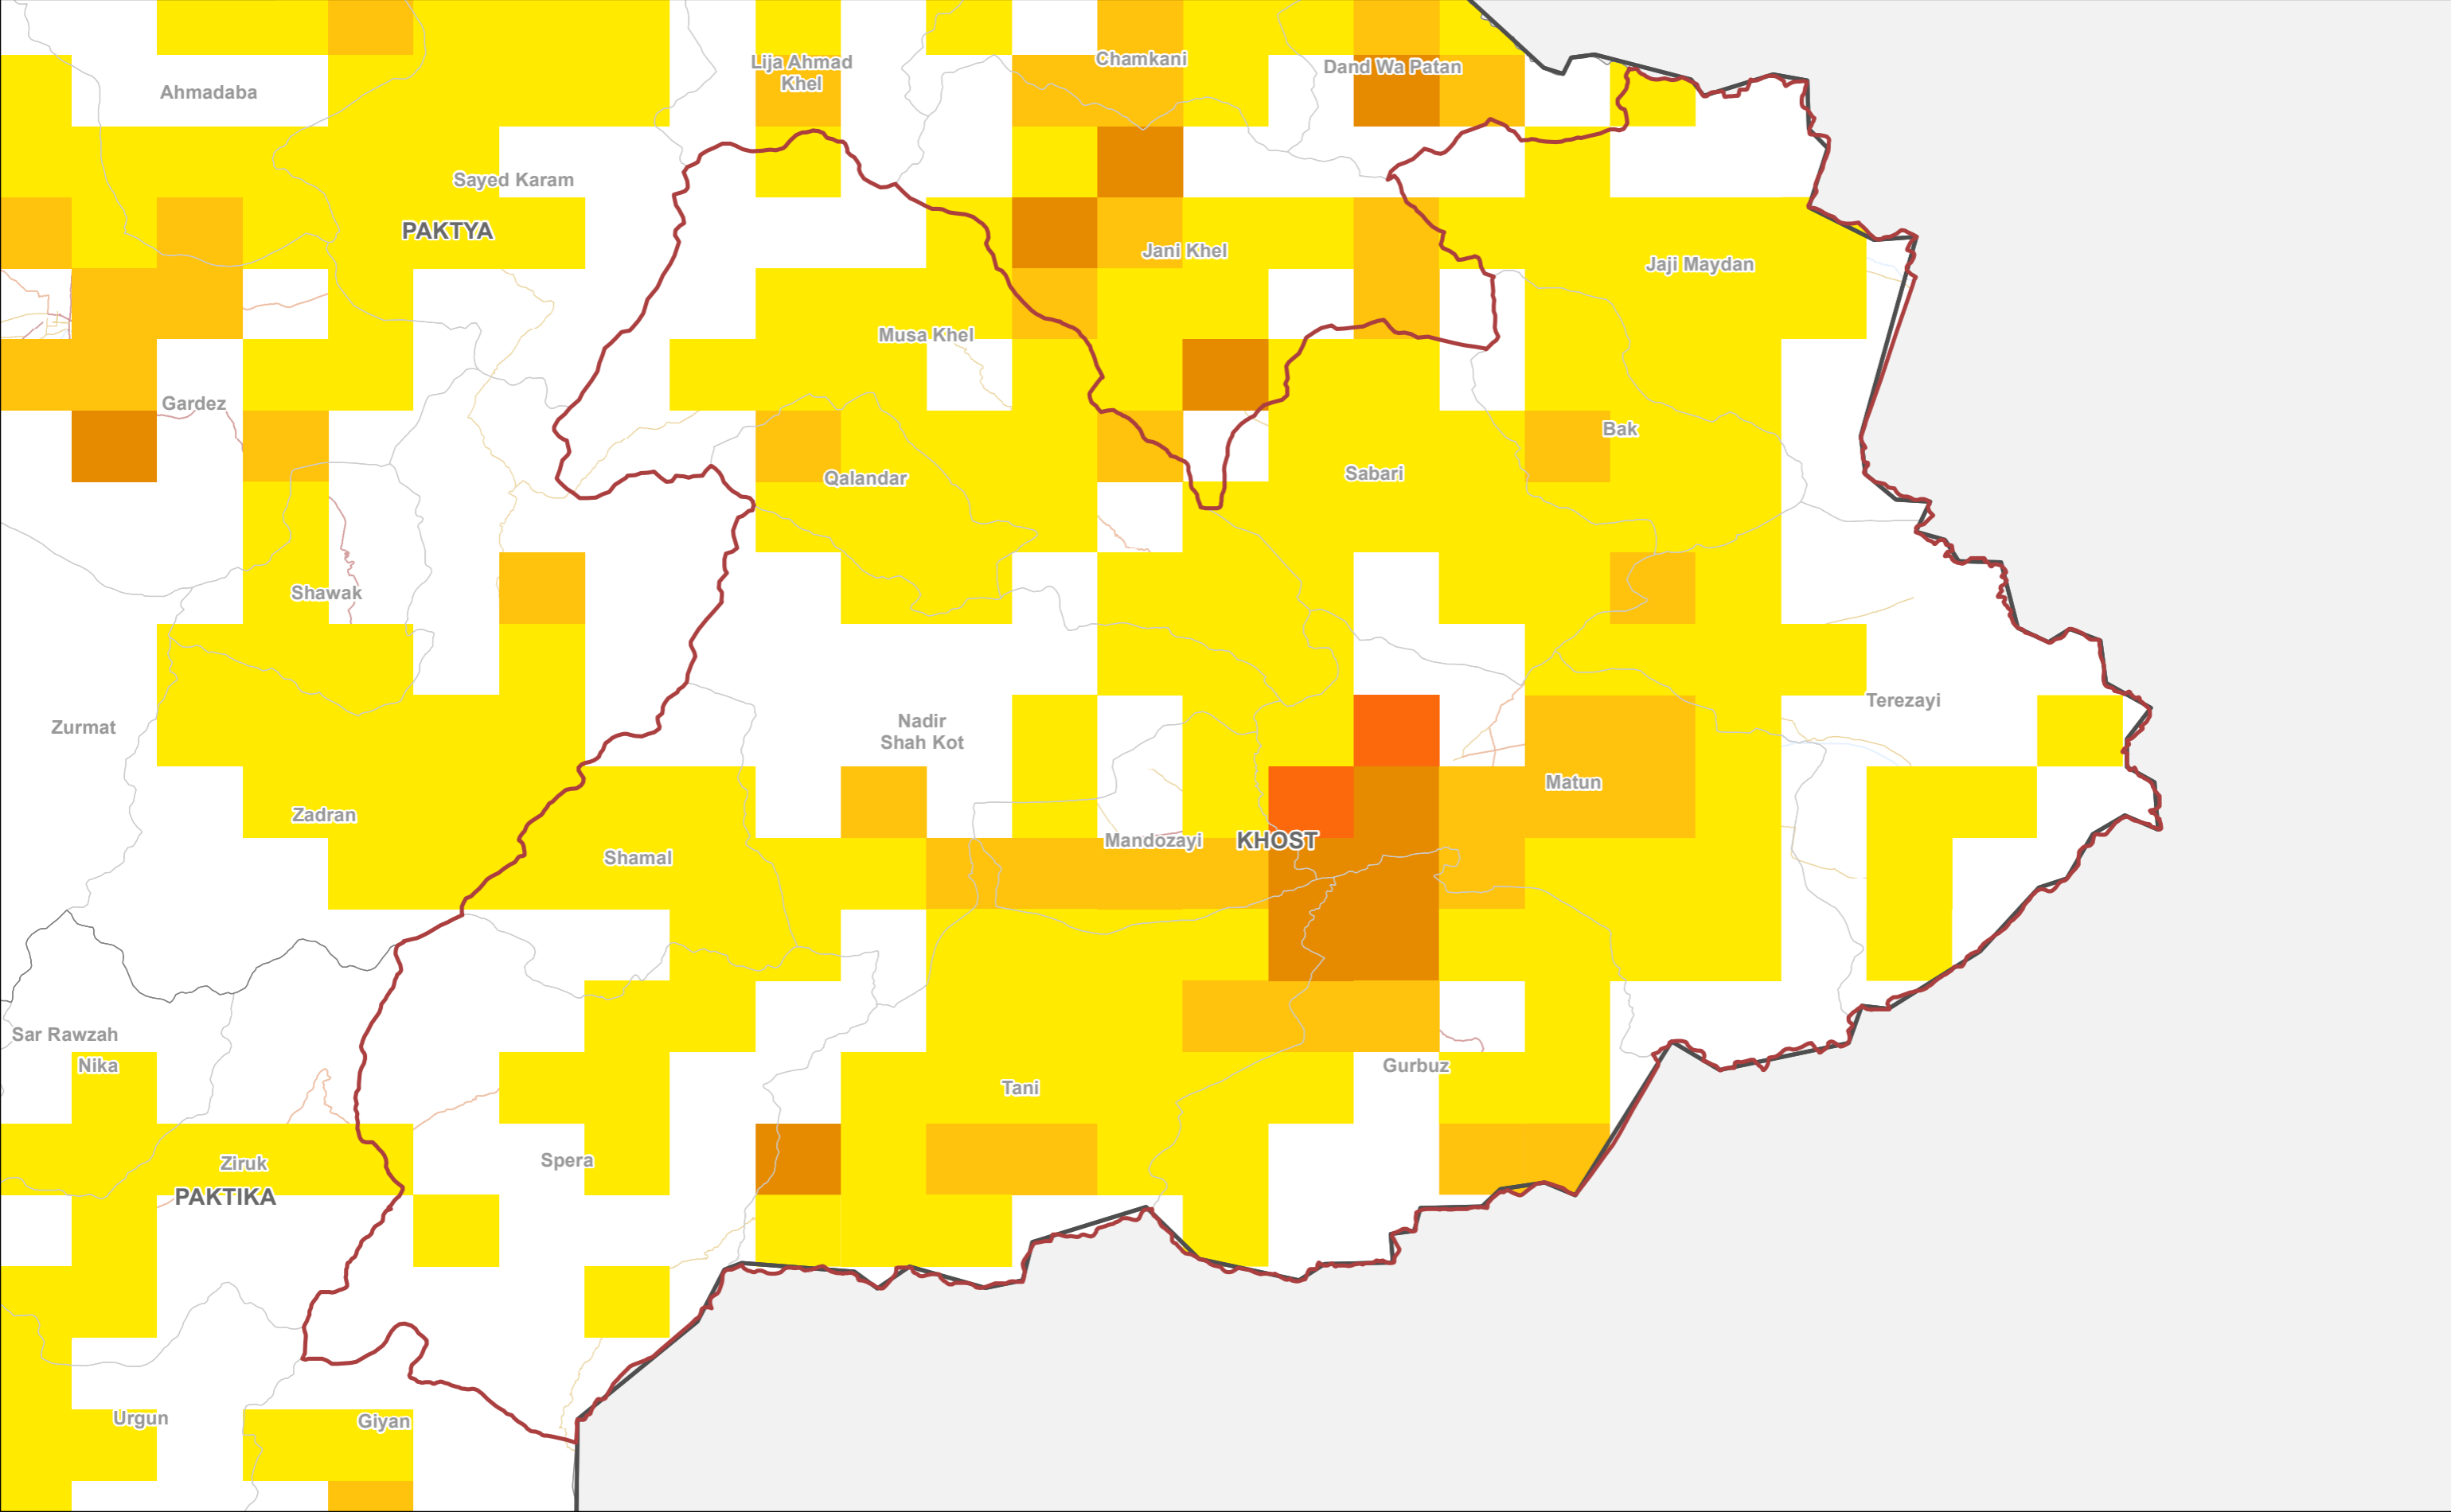 Lija Ahmad
Khel
Chamkani
Dand Wa Patan
Ahmadaba
Sayed Karam
PAKTYA
Jani Khel
Jaji Maydan
Musa Khel
Gardez
Bak
Qalandar
Sabari
Shawak
Terezayi
Zurmat
Nadir
Shah Kot
Matun
Zadran
Mandozayi
KHOST
Shamal
Sar Rawzah
Nika
Gurbuz
Tani
Ziruk
Spera
PAKTIKA
Urgun
Giyan